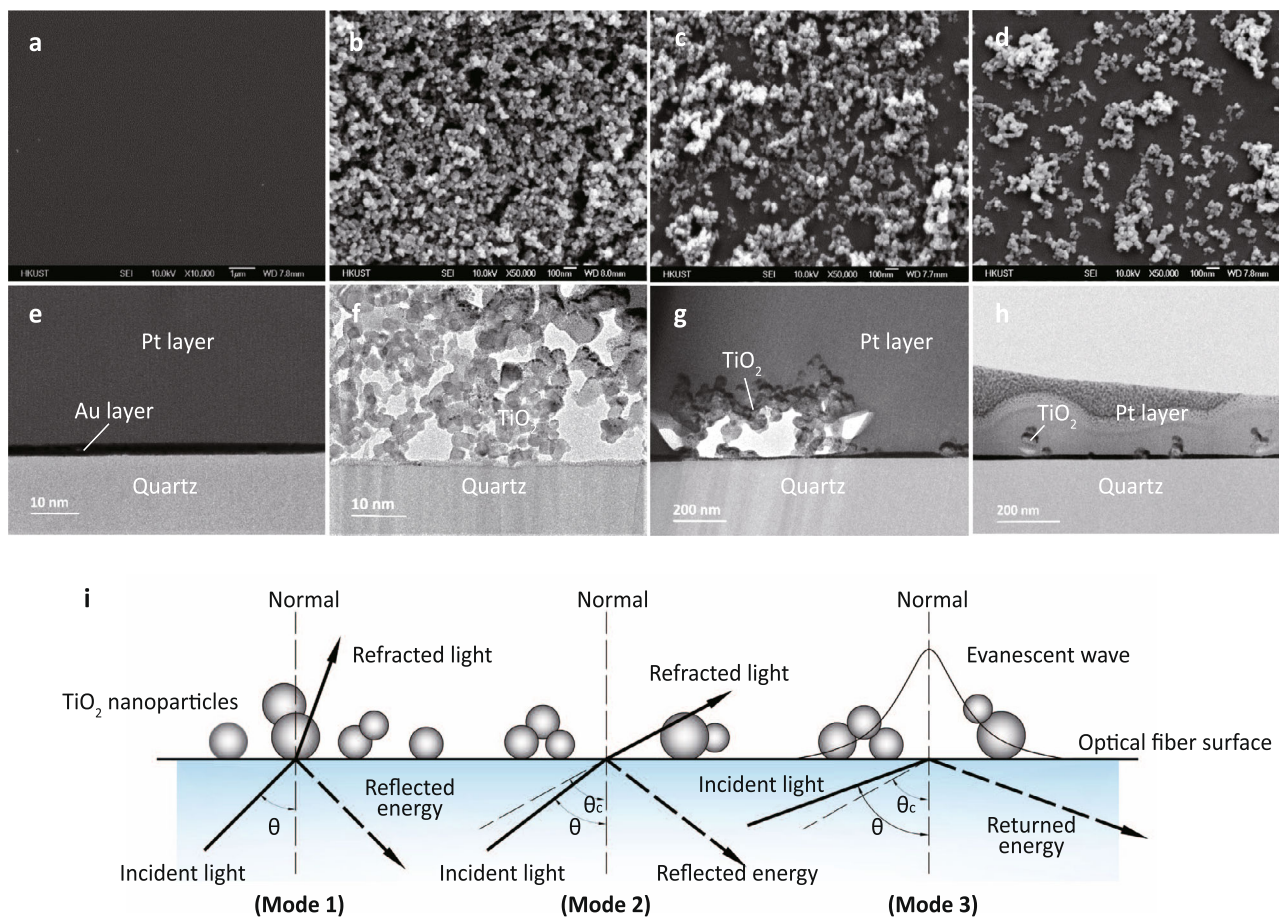 a
b
c
d
HKUST SEI 10.0kV X10,000 1μm WD 7.8mm
HKUST SEI 10.0kV X50,000 100nm WD 8.0mm
HKUST SEI 10.0kV X50,000 100nm WD 7.7mm
HKUST SEI 10.0kV X50,000 100nm WD 7.8mm
e
Pt layer
Au layer
Quartz
10 nm
f
TiO2
Quartz
10 nm
g
Pt layer
TiO2
Quartz
200 nm
h
TiO2
Pt layer
Quartz
200 nm
i
Normal
Refracted light
TiO2 nanoparticles
Reflected
energy
θ
Incident light
(Mode 1)
Normal
Refracted light
θc
θ
Incident light
Reflected energy
(Mode 2)
Normal
Evanescent wave
Optical fiber surface
Incident light
θc
θ
Returned
energy
(Mode 3)